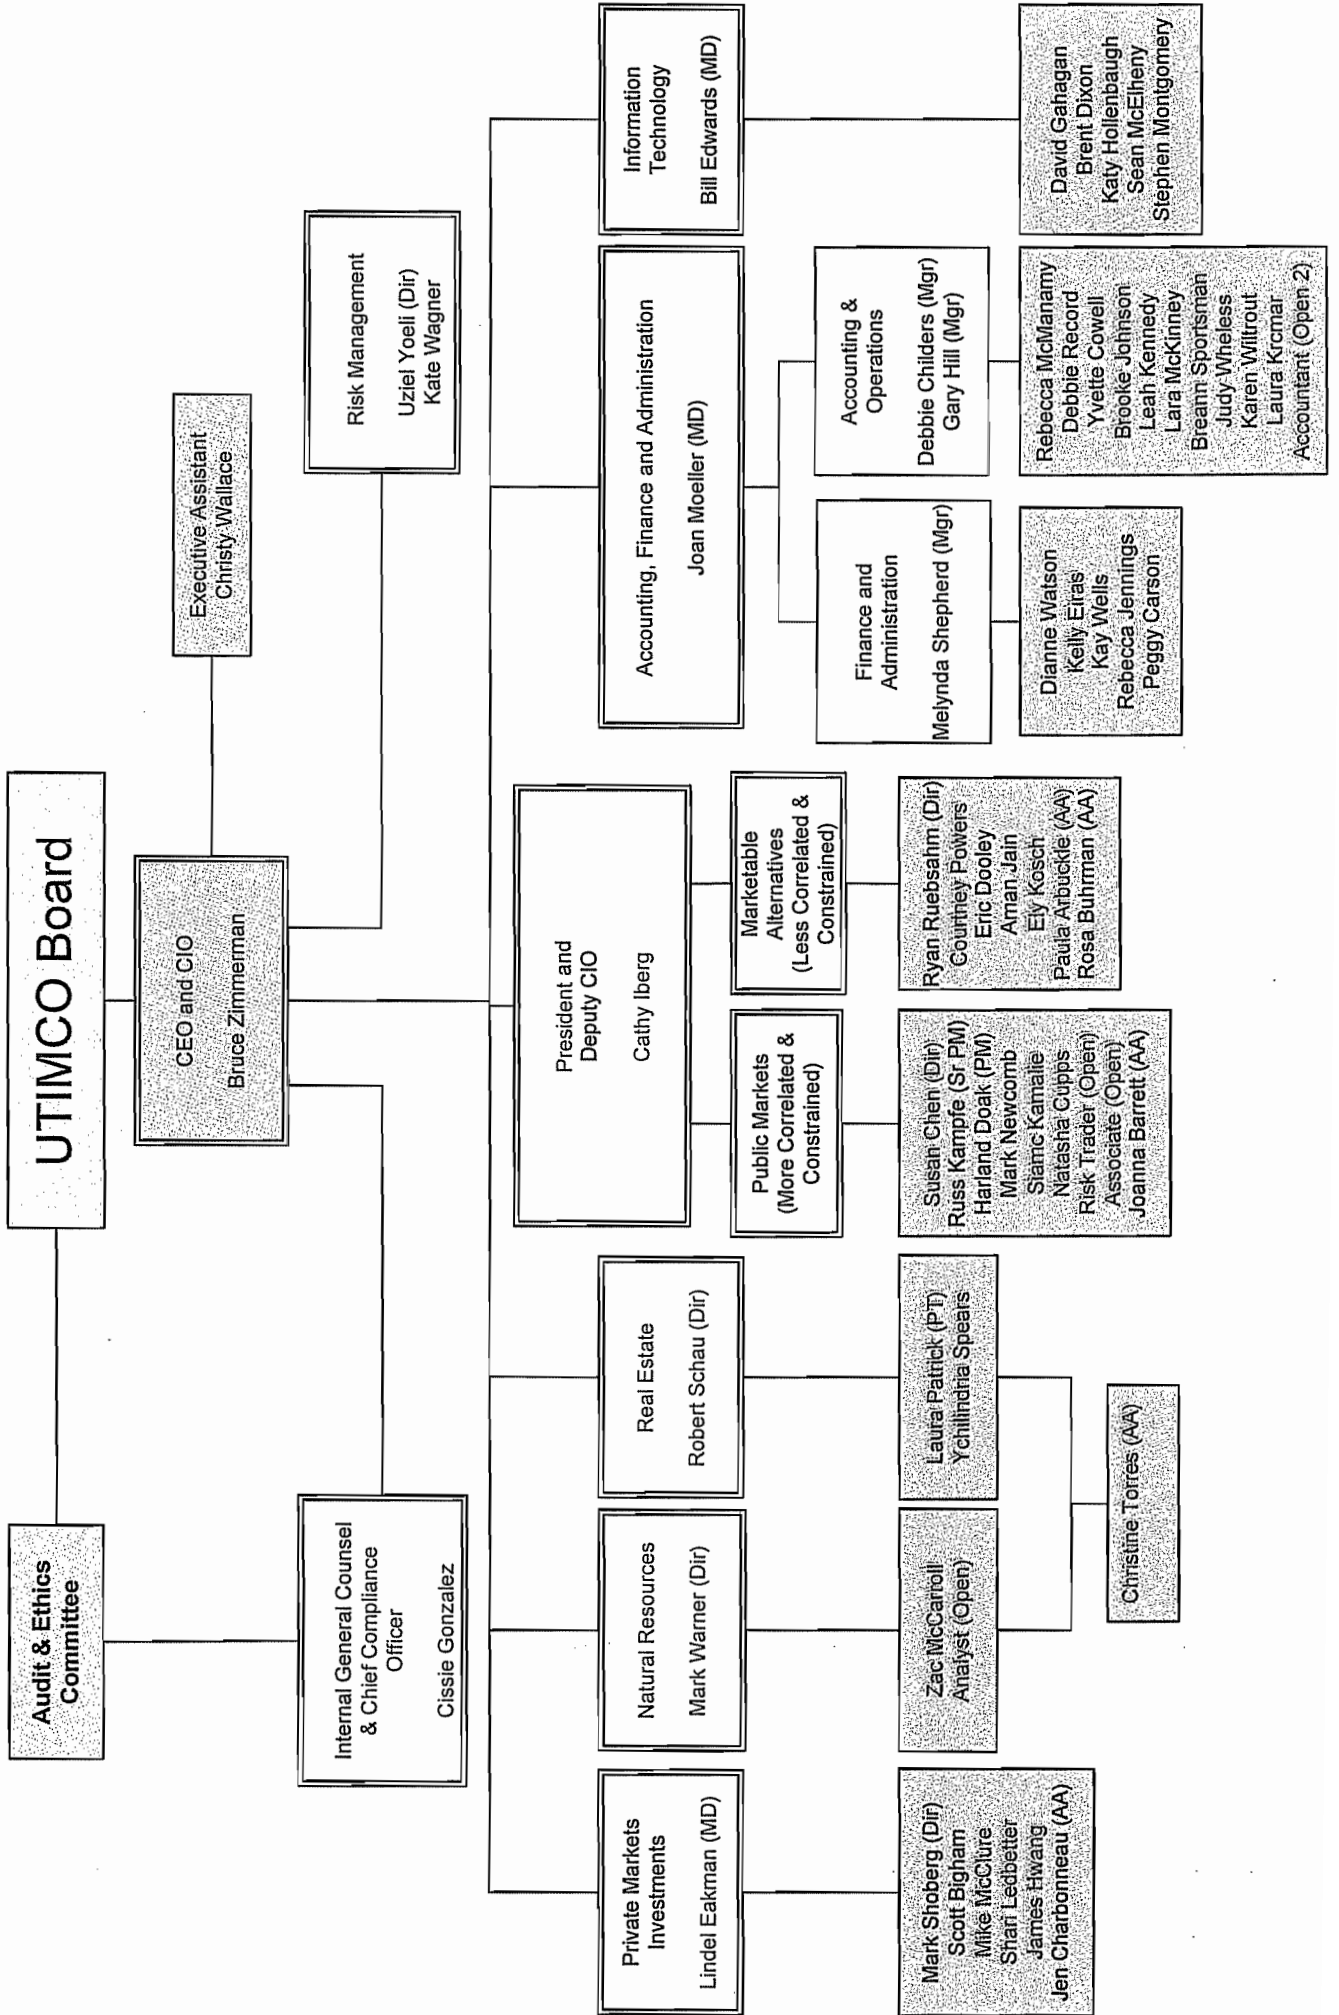 UTIMCO Board
Audit & Ethics
Committee
CEO and CIO
Bruce Zimmerman
Executive Assistant
Christy Wallace
Internal General Counsel
& Chief Compliance
Officer
Cissie Gonzalez
Risk Management
Uziel Yoeli (Dir)
Kate Wagner
President and
Deputy CIO
Cathy Iberg
Private Markets
Investments
Lindel Eakman (MD)
Natural Resources
Mark Warner (Dir)
Real Estate
Robert Schau (Dir)
Accounting, Finance and Administration
Joan Moeller (MD)
Information
Technology
Bill Edwards (MD)
Public Markets
(More Correlated &
Constrained)
Marketable
Alternatives
(Less Correlated &
Constrained)
Finance and
Administration
Melynda Shepherd (Mgr)
Accounting &
Operations
Debbie Childers (Mgr)
Gary Hill (Mgr)
Mark Shoberg (Dir)
Scott Bigham
Mike McClure
Shari Ledbetter
James Hwang
Jen Charbonneau (AA)
Zac McCarroll
Analyst (Open)
Laura Patrick (PT)
Ychilindria Spears
Susan Chen (Dir)
Russ Kampfe (Sr PM)
Harland Doak (PM)
Mark Newcomb
Siamc Kamalie
Natasha Cupps
Risk Trader (Open)
Associate (Open)
Joanna Barrett (AA)
Ryan Ruebsahm (Dir)
Courtney Powers
Eric Dooley
Aman Jain
Ely Kosch
Paula Arbuckle (AA)
Rosa Buhrman (AA)
Dianne Watson
Kelly Eiras
Kay Wells
Rebecca Jennings
Peggy Carson
Rebecca McManamy
Debbie Record
Yvette Cowell
Brooke Johnson
Leah Kennedy
Lara McKinney
Breann Sportsman
Judy Wheless
Karen Wiltrout
Laura Krcmar
Accountant (Open 2)
David Gahagan
Brent Dixon
Katy Hollenbaugh
Sean McElheny
Stephen Montgomery
Christine Torres (AA)